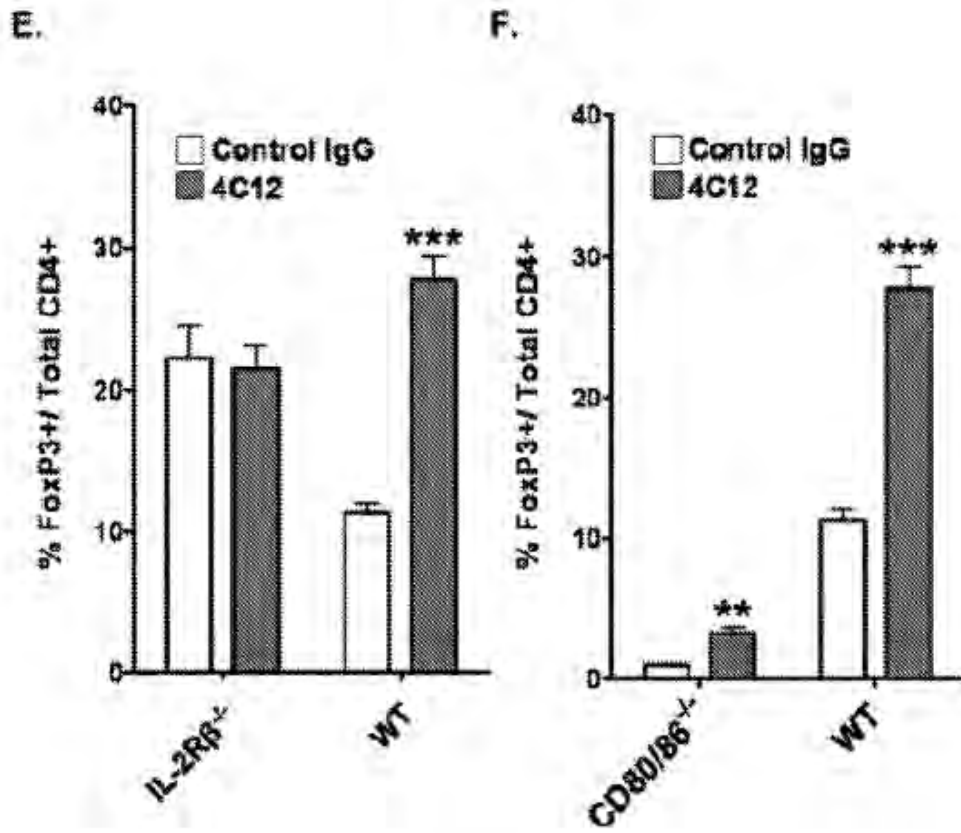 E.
% FoxP3+/ Total CD4+
40
30
20
10
0
Control IgG
4C12
***
IL-2Rβ-/-
WT
F.
% FoxP3+/ Total CD4+
40
30
20
10
0
Control IgG
4C12
**
***
CD80/86-/-
WT